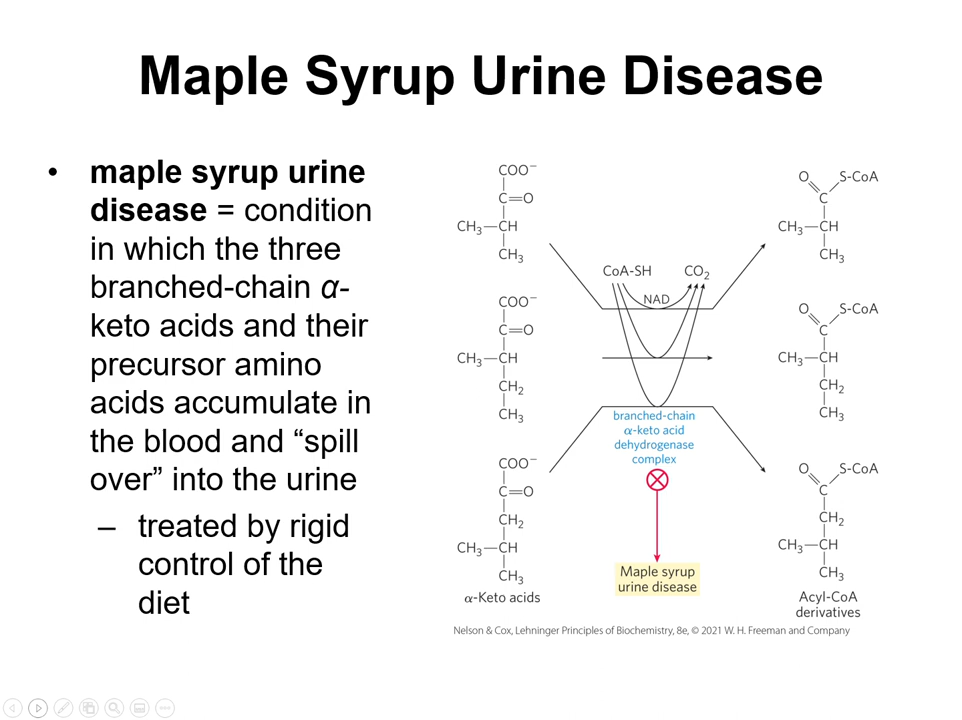 Maple Syrup Urine Disease
• maple syrup urine
disease = condition
in which the three
branched-chain α-
keto acids and their
precursor amino
acids accumulate in
the blood and “spill
over” into the urine
– treated by rigid
control of the
diet
COO⁻
C=O
CH₃—CH
CH₃
COO⁻
C=O
CH₃—CH
CH₂
CH₃
COO⁻
C=O
CH₂
CH₃—CH
CH₃
α-Keto acids
CoA-SH CO₂
NAD
branched-chain
α-keto acid
dehydrogenase
complex
Maple syrup
urine disease
O S-CoA
C
CH₃—CH
CH₃
O S-CoA
C
CH₃—CH
CH₂
CH₃
O S-CoA
C
CH₂
CH₃—CH
CH₃
Acyl-CoA
derivatives
Nelson & Cox, Lehninger Principles of Biochemistry, 8e, © 2021 W. H. Freeman and Company